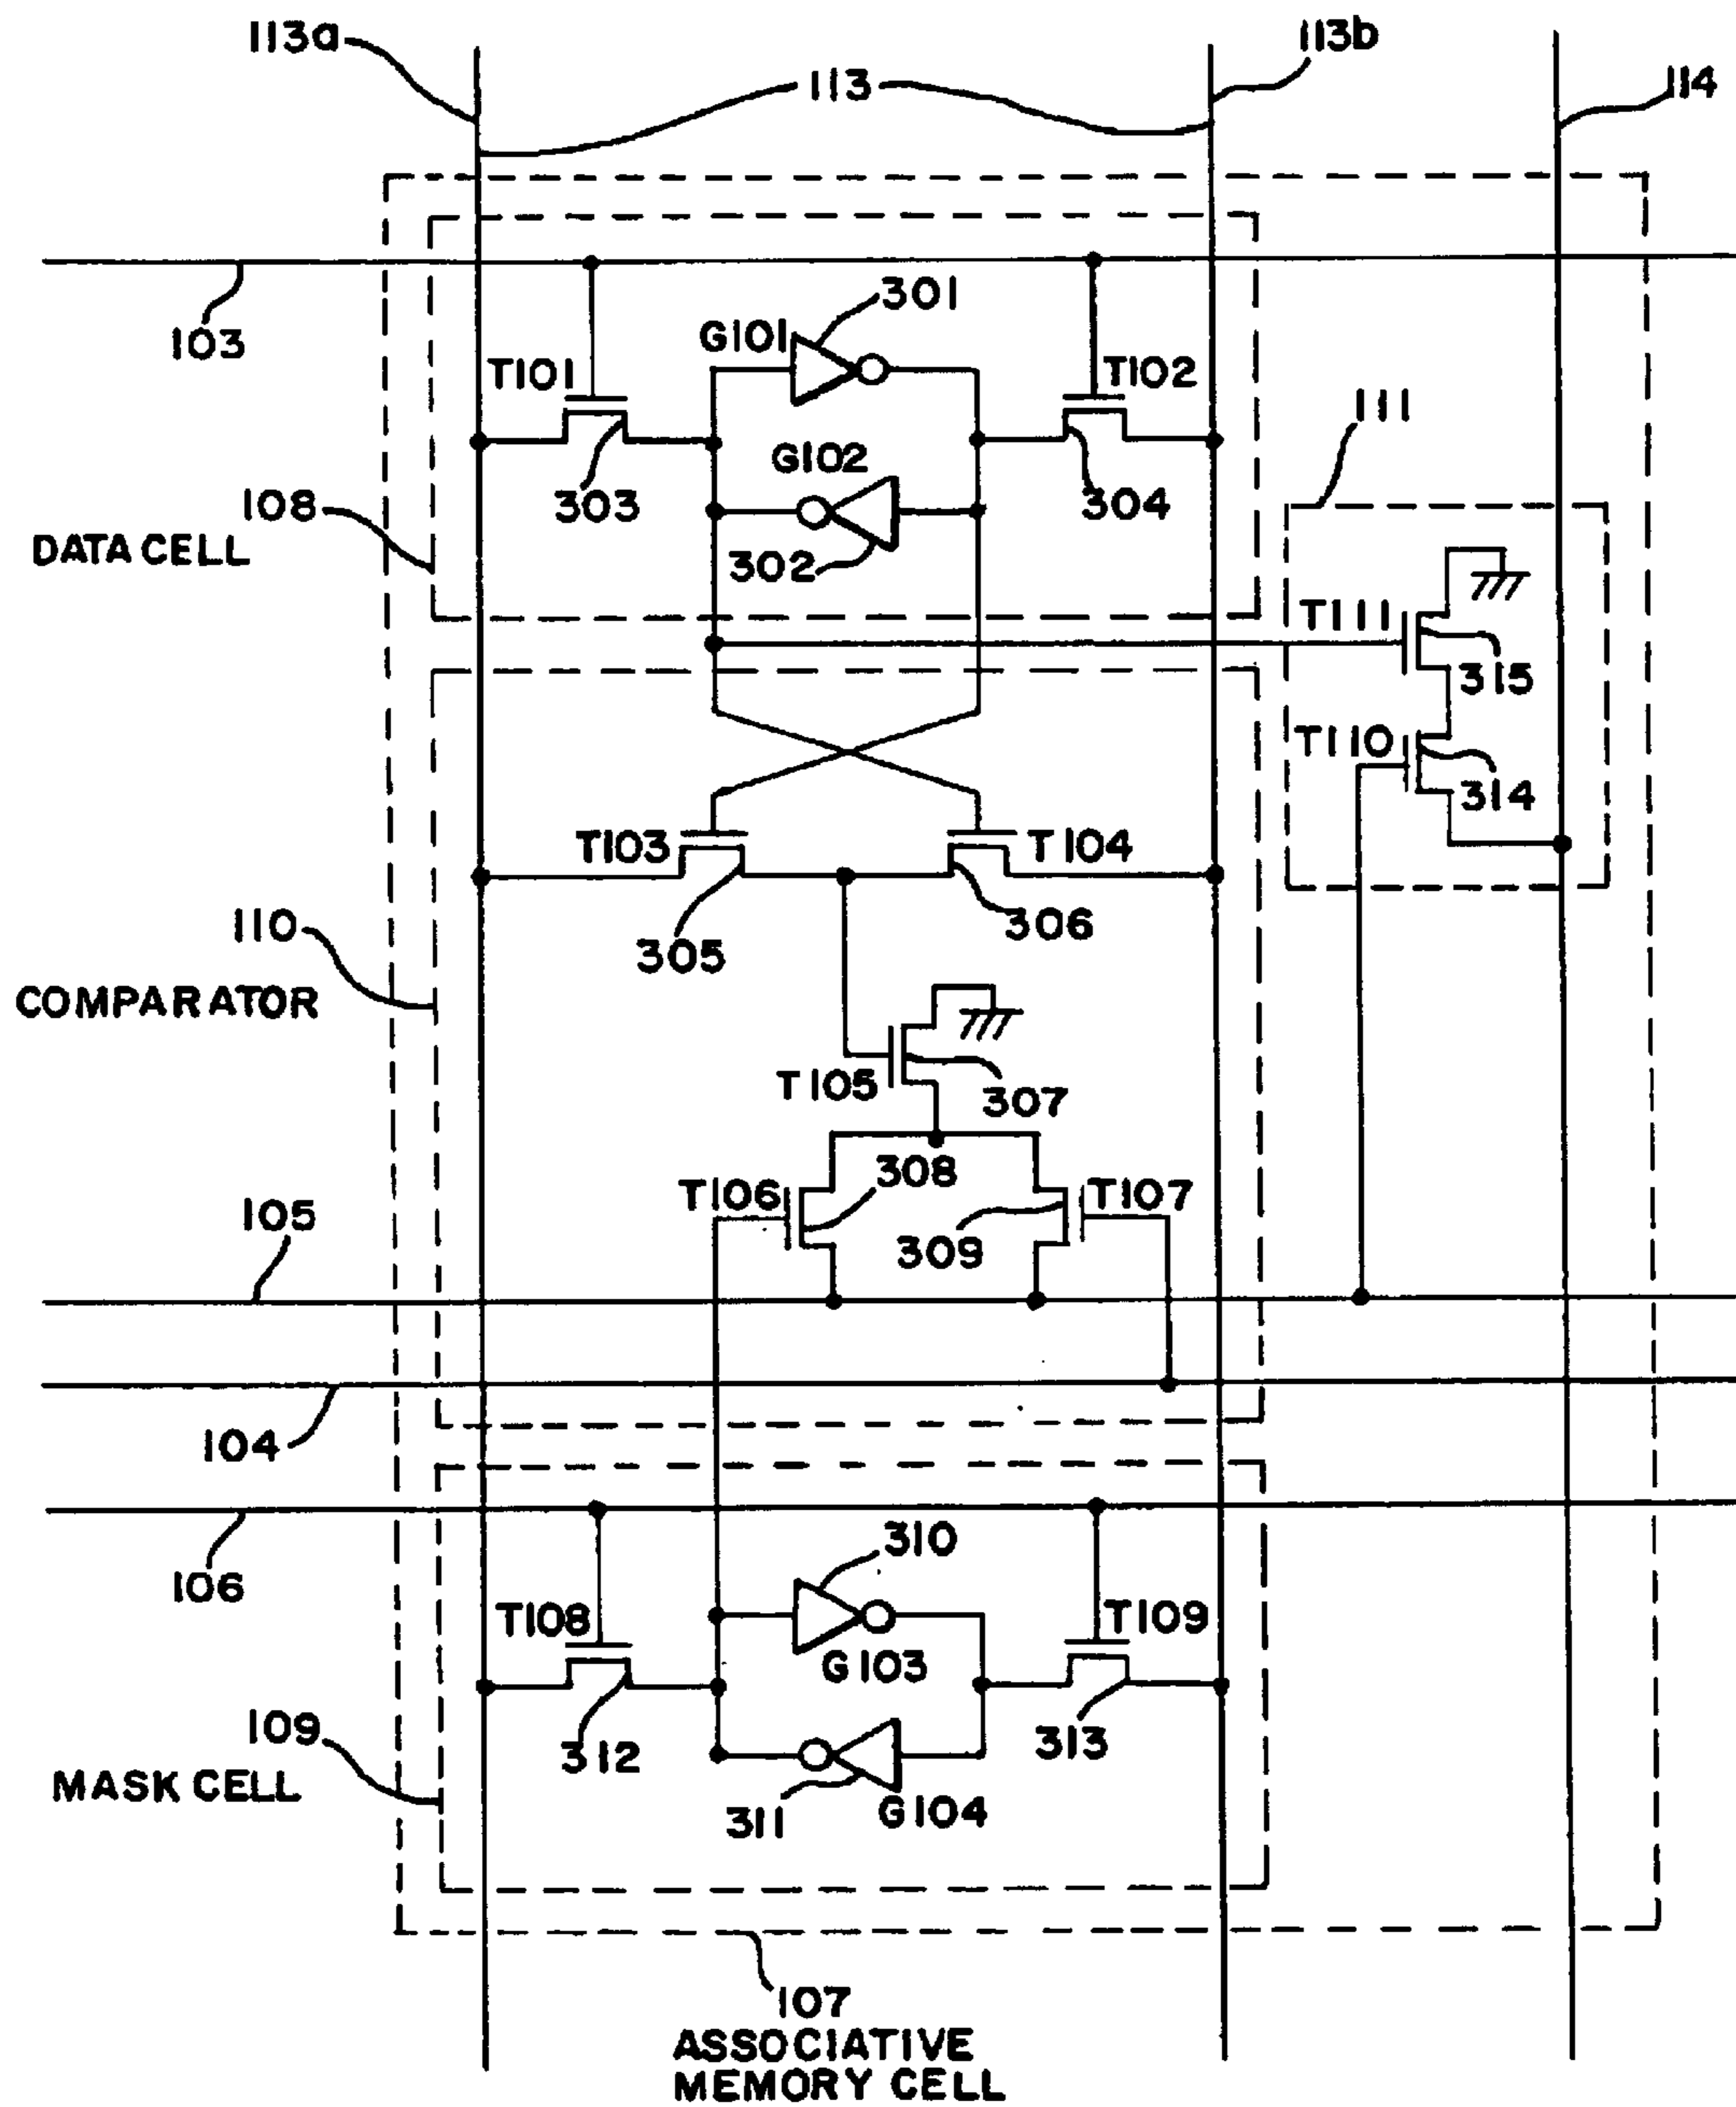 113a
113
113b
114
103
G101
301
T101
T102
111
G102
303
304
108
302
DATA CELL
T111
315
T110
314
T103
T104
110
305
306
COMPARATOR
T105
307
308
T106
T107
105
309
104
310
106
T108
T109
G103
109
312
313
MASK CELL
311
G104
107
ASSOCIATIVE
MEMORY CELL